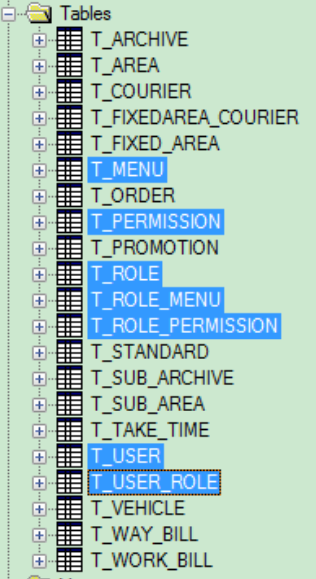 Tables
T_ARCHIVE
T_AREA
T_COURIER
T_FIXEDAREA_COURIER
T_FIXED_AREA
T_MENU
T_ORDER
T_PERMISSION
T_PROMOTION
T_ROLE
T_ROLE_MENU
T_ROLE_PERMISSION
T_STANDARD
T_SUB_ARCHIVE
T_SUB_AREA
T_TAKE_TIME
T_USER
T_USER_ROLE
T_VEHICLE
T_WAY_BILL
T_WORK_BILL